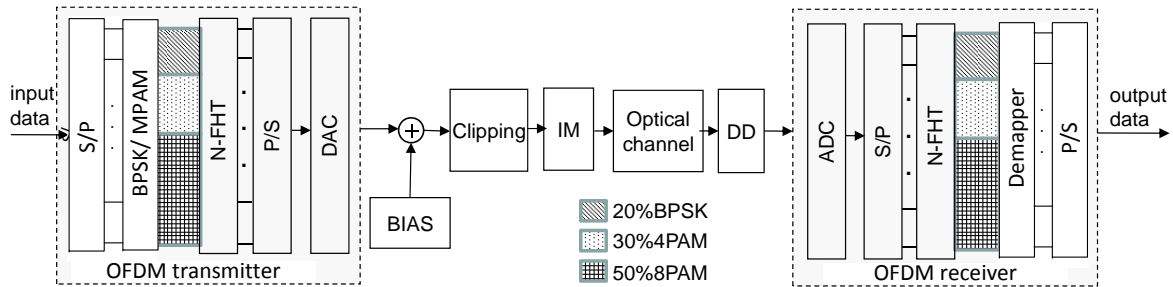 input
data
S/P
BPSK/ MPAM
N-FHT
P/S
DAC
OFDM transmitter
BIAS
Clipping
IM
Optical
channel
DD
20%BPSK
30%4PAM
50%8PAM
ADC
S/P
N-FHT
Demapper
P/S
OFDM receiver
output
data